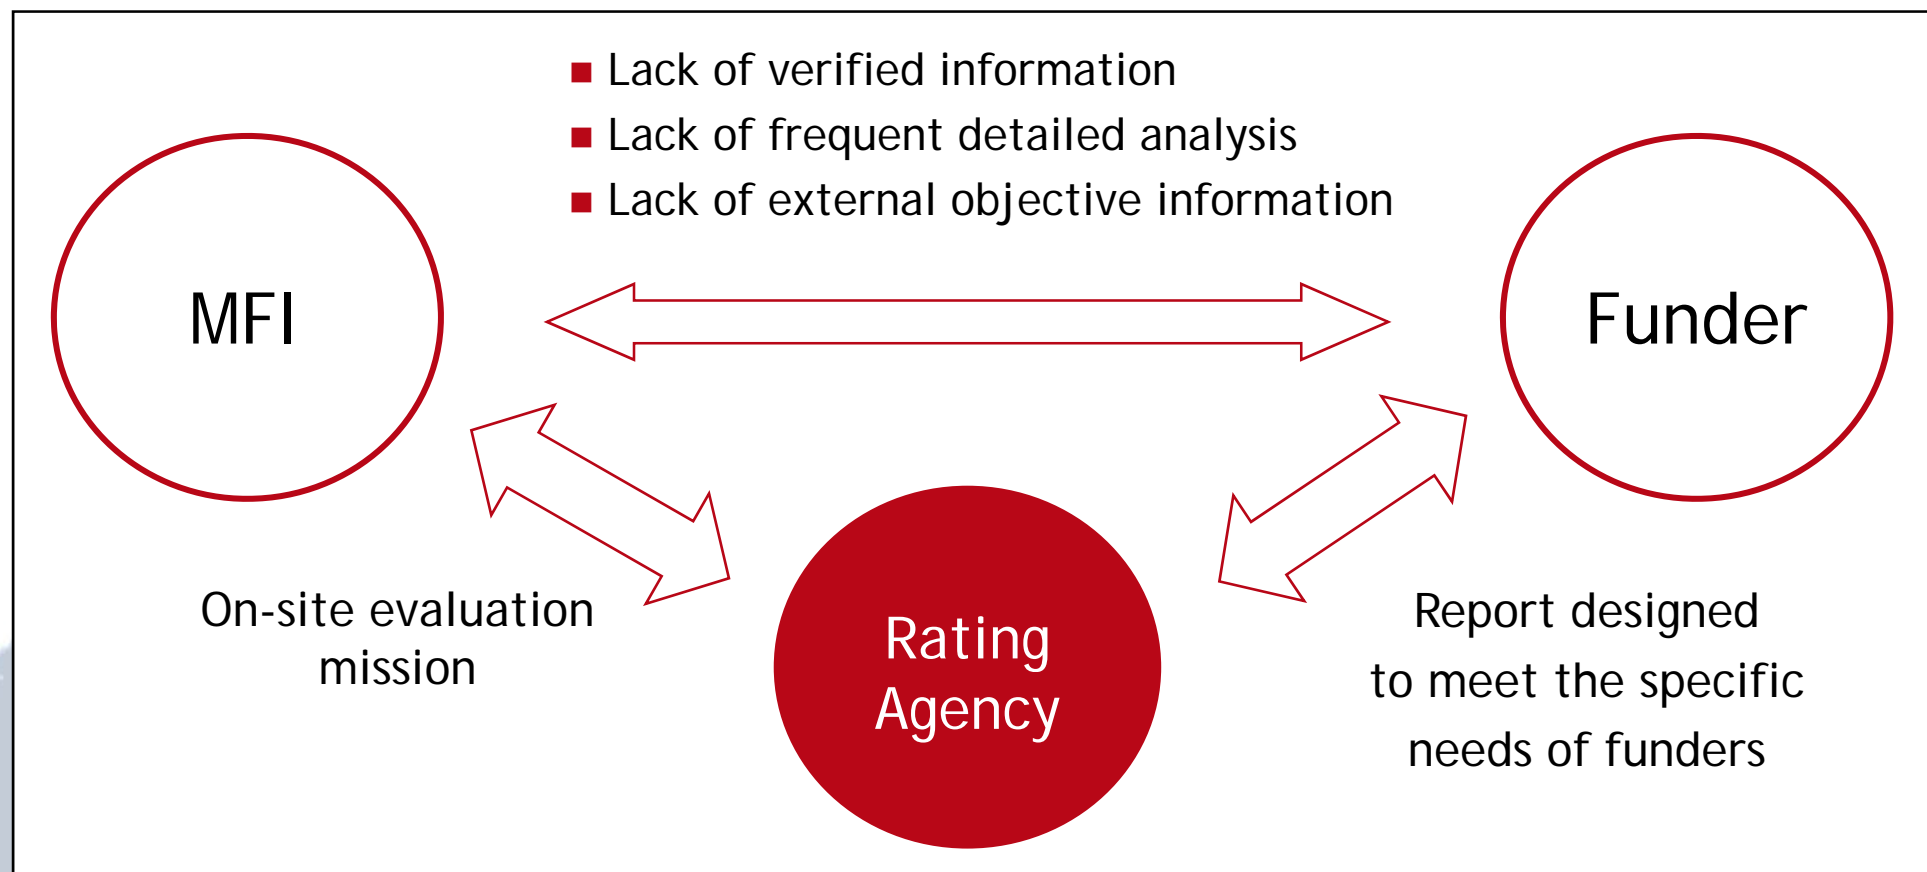 ■ Lack of verified information
■ Lack of frequent detailed analysis
■ Lack of external objective information
MFI
Funder
On-site evaluation
mission
Rating
Agency
Report designed
to meet the specific
needs of funders